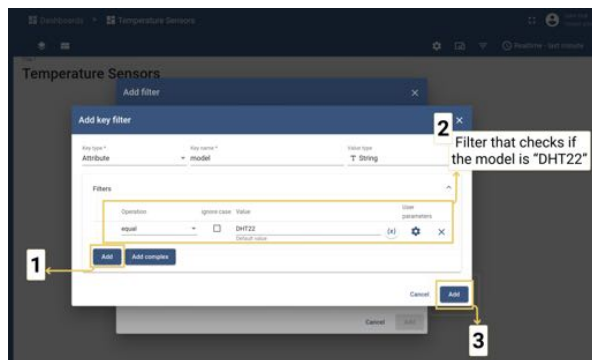 Dashboards > Temperature Sensors
Realtime - last minute
Title *
Temperature Sensors
Add filter
Add key filter
2
Filter that checks if
the model is “DHT22”
Key type *
Key name *
Value type
Attribute
model
String
Filters
Operation
Ignore case
Value
User
parameters
equal
DHT22
Default value
1
Add
Add complex
Cancel
Add
Cancel
Add
3